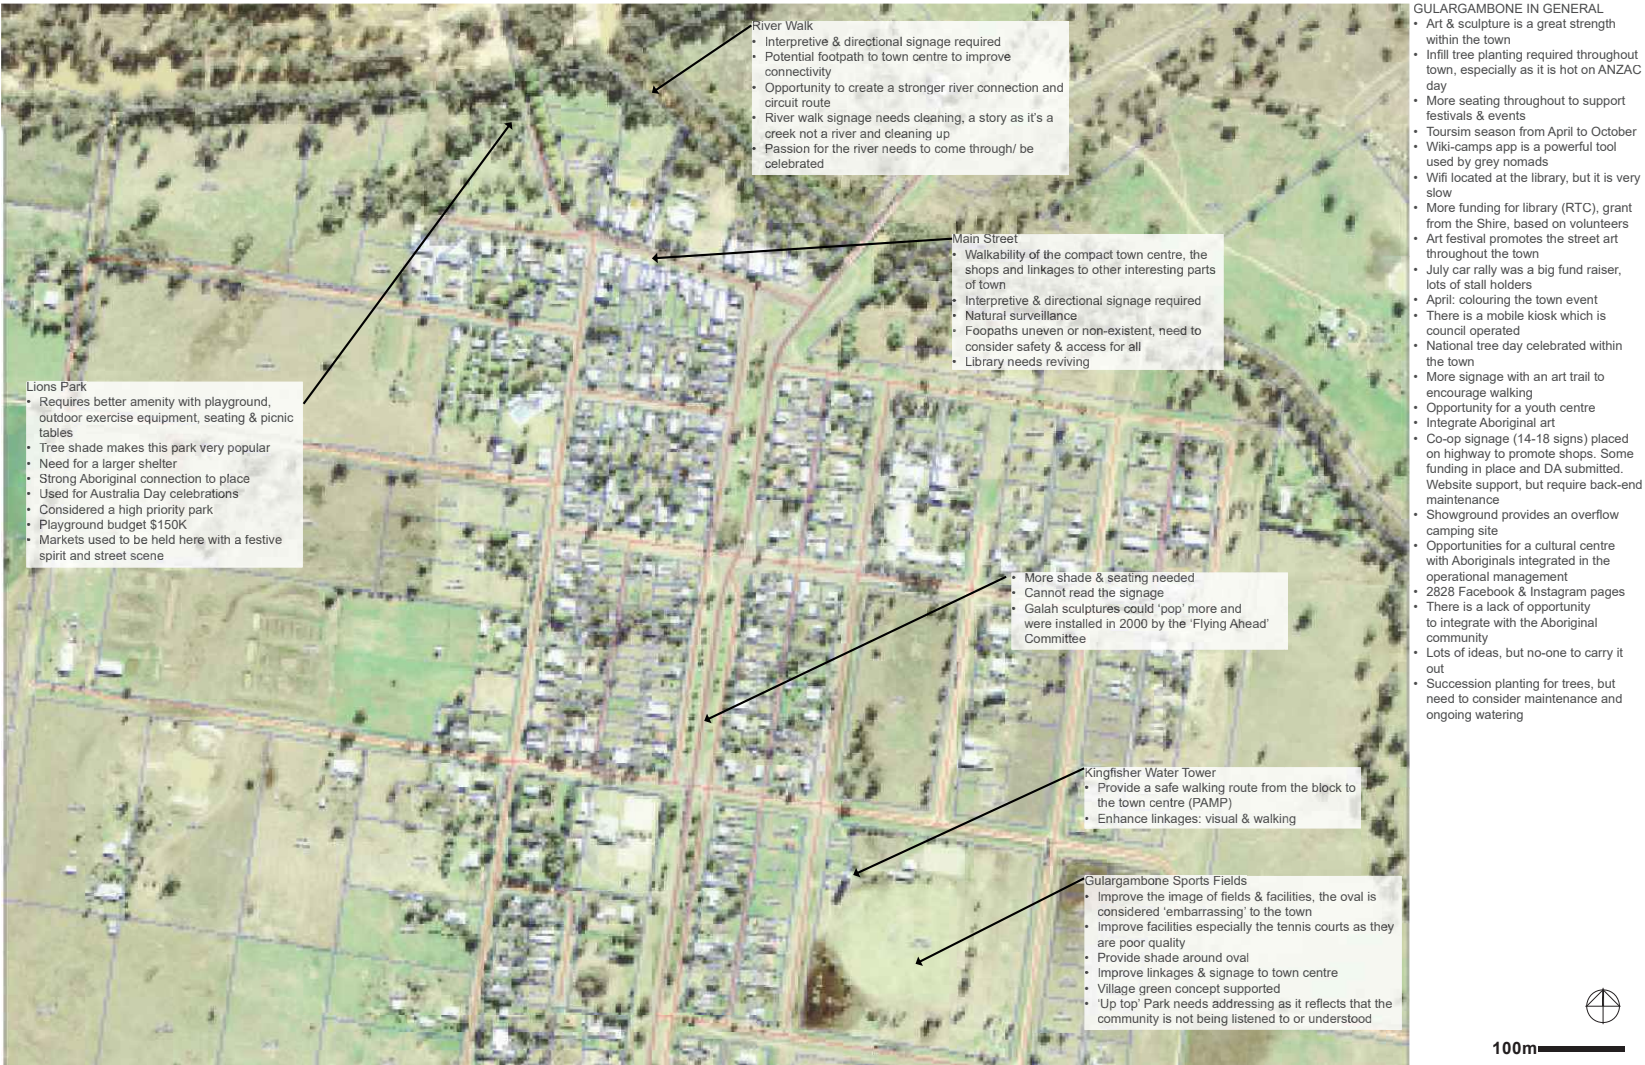 River Walk
• Interpretive & directional signage required
• Potential footpath to town centre to improve
connectivity
• Opportunity to create a stronger river connection and
circuit route
• River walk signage needs cleaning, a story as it's a
creek not a river and cleaning up
• Passion for the river needs to come through/ be
celebrated
Main Street
• Walkability of the compact town centre, the
shops and linkages to other interesting parts
of town
• Interpretive & directional signage required
• Natural surveillance
• Foopaths uneven or non-existent, need to
consider safety & access for all
• Library needs reviving
Lions Park
• Requires better amenity with playground,
outdoor exercise equipment, seating & picnic
tables
• Tree shade makes this park very popular
• Need for a larger shelter
• Strong Aboriginal connection to place
• Used for Australia Day celebrations
• Considered a high priority park
• Playground budget $150K
• Markets used to be held here with a festive
spirit and street scene
• More shade & seating needed
• Cannot read the signage
• Galah sculptures could 'pop' more and
were installed in 2000 by the 'Flying Ahead'
Committee
Kingfisher Water Tower
• Provide a safe walking route from the block to
the town centre (PAMP)
• Enhance linkages: visual & walking
Gulargambone Sports Fields
• Improve the image of fields & facilities, the oval is
considered 'embarrassing' to the town
• Improve facilities especially the tennis courts as they
are poor quality
• Provide shade around oval
• Improve linkages & signage to town centre
• Village green concept supported
• 'Up top' Park needs addressing as it reflects that the
community is not being listened to or understood
GULARGAMBONE IN GENERAL
• Art & sculpture is a great strength
within the town
• Infill tree planting required throughout
town, especially as it is hot on ANZAC
day
• More seating throughout to support
festivals & events
• Toursim season from April to October
• Wiki-camps app is a powerful tool
used by grey nomads
• Wifi located at the library, but it is very
slow
• More funding for library (RTC), grant
from the Shire, based on volunteers
• Art festival promotes the street art
throughout the town
• July car rally was a big fund raiser,
lots of stall holders
• April: colouring the town event
• There is a mobile kiosk which is
council operated
• National tree day celebrated within
the town
• More signage with an art trail to
encourage walking
• Opportunity for a youth centre
• Integrate Aboriginal art
• Co-op signage (14-18 signs) placed
on highway to promote shops. Some
funding in place and DA submitted.
Website support, but require back-end
maintenance
• Showground provides an overflow
camping site
• Opportunities for a cultural centre
with Aboriginals integrated in the
operational management
• 2828 Facebook & Instagram pages
• There is a lack of opportunity
to integrate with the Aboriginal
community
• Lots of ideas, but no-one to carry it
out
• Succession planting for trees, but
need to consider maintenance and
ongoing watering
100m